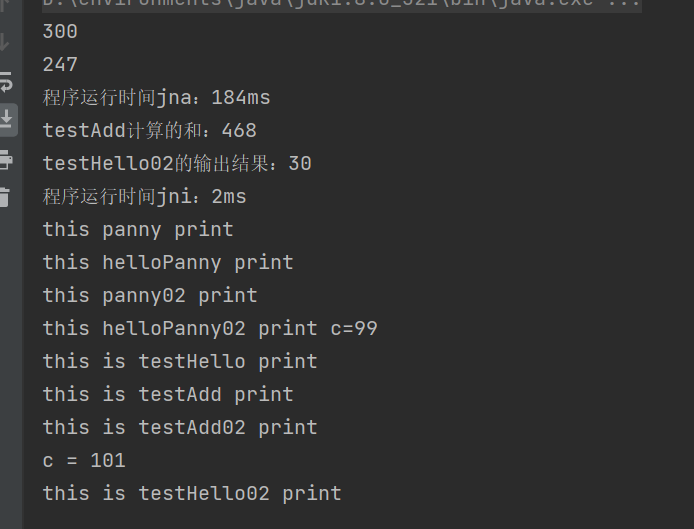 D:\environments\java\jdk1.8.0_321\bin\java.exe ...
300
247
程序运行时间jna：184ms
testAdd计算的和：468
testHello02的输出结果：30
程序运行时间jni：2ms
this panny print
this helloPanny print
this panny02 print
this helloPanny02 print c=99
this is testHello print
this is testAdd print
this is testAdd02 print
c = 101
this is testHello02 print